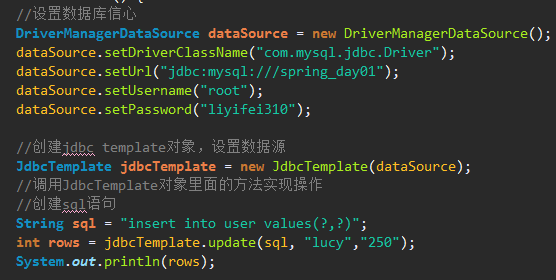 //设置数据库信心
DriverManagerDataSource dataSource = new DriverManagerDataSource();
dataSource.setDriverClassName("com.mysql.jdbc.Driver");
dataSource.setUrl("jdbc:mysql:///spring_day01");
dataSource.setUsername("root");
dataSource.setPassword("liyifei310");
//创建jdbc template对象，设置数据源
JdbcTemplate jdbcTemplate = new JdbcTemplate(dataSource);
//调用JdbcTemplate对象里面的方法实现操作
//创建sql语句
String sql = "insert into user values(?,?)";
int rows = jdbcTemplate.update(sql, "lucy","250");
System.out.println(rows);